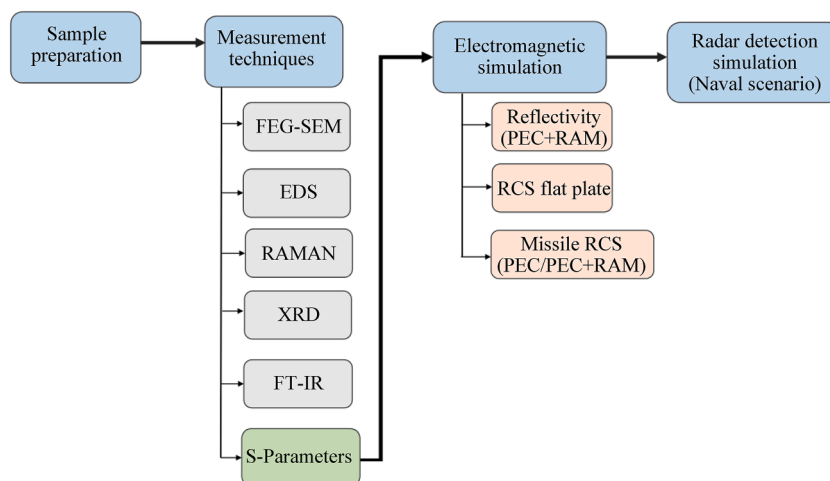 Sample
preparation
Measurement
techniques
FEG-SEM
EDS
RAMAN
XRD
FT-IR
S-Parameters
Electromagnetic
simulation
Reflectivity
(PEC+RAM)
RCS flat plate
Missile RCS
(PEC/PEC+RAM)
Radar detection
simulation
(Naval scenario)